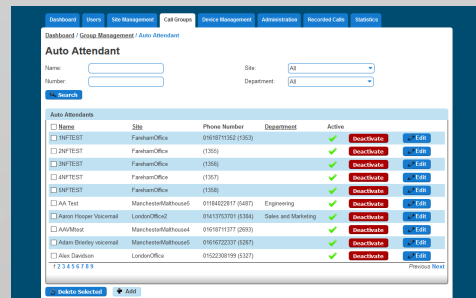 Dashboard Users Site Management Call Groups Device Management Administration Recorded Calls Statistics
Dashboard / Group Management / Auto Attendant
Auto Attendant
Name: Site: All
Number: Department: All
Search
Auto Attendants
Name Site Phone Number Department Active
1NFTEST FarehamOffice 01618711352 (1353) Deactivate Edit
2NFTEST FarehamOffice (1355) Deactivate Edit
3NFTEST FarehamOffice (1356) Deactivate Edit
4NFTEST FarehamOffice (1357) Deactivate Edit
5NFTEST FarehamOffice (1358) Deactivate Edit
AA Test ManchesterMalthouse5 01184022817 (5487) Engineering Deactivate Edit
Aaron Hooper Voicemail LondonOffice2 01413753701 (5304) Sales and Marketing Deactivate Edit
AAVMtest ManchesterMalthouse4 01618711377 (2693) Deactivate Edit
Adam Brierley voicemail ManchesterMalthouse5 01616722337 (5267) Deactivate Edit
Alex Davidson LondonOffice 01522308199 (5327) Deactivate Edit
1 2 3 4 5 6 7 8 9 Previous Next
Delete Selected Add